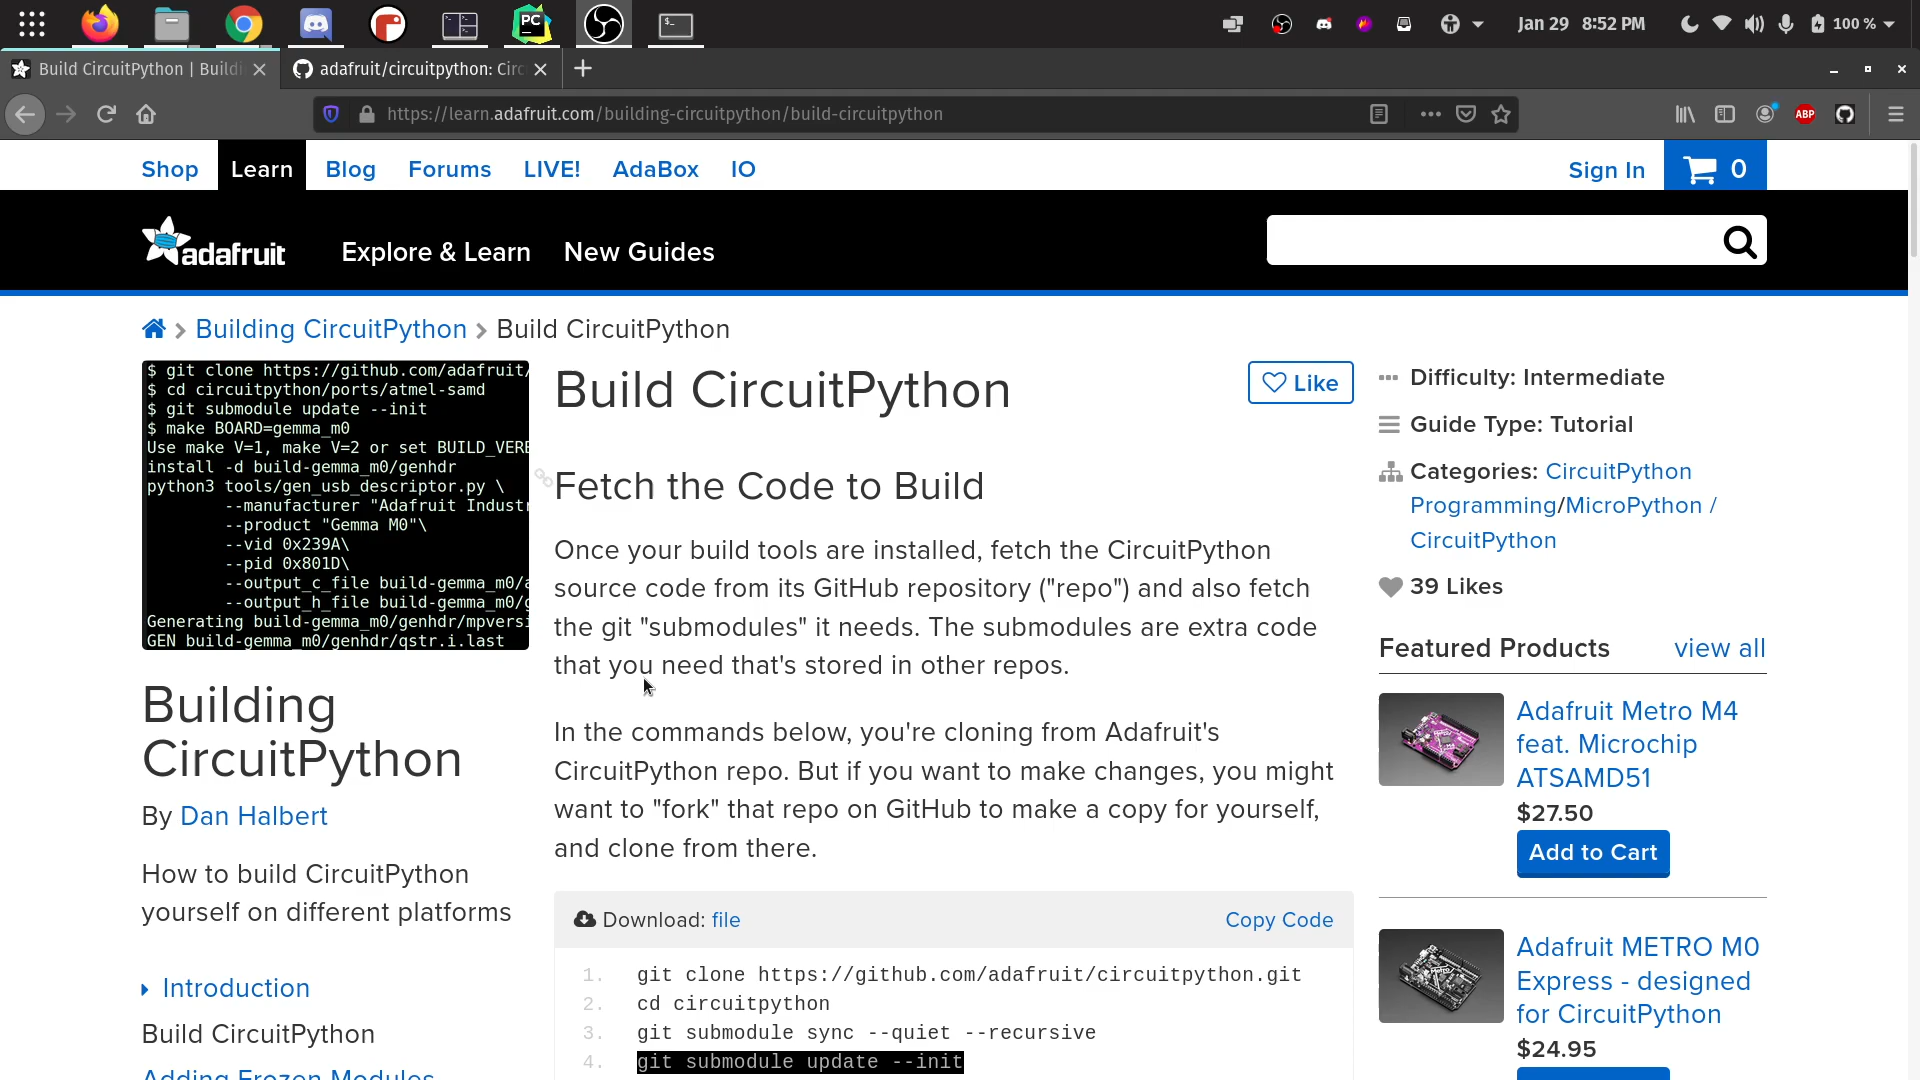 Jan 29 8:52 PM
100 %
Build CircuitPython | Buildi
adafruit/circuitpython: Circ
https://learn.adafruit.com/building-circuitpython/build-circuitpython
ABP
Shop Learn Blog Forums LIVE! AdaBox IO
Sign In
0
adafruit
Explore & Learn New Guides
Building CircuitPython Build CircuitPython
$ git clone https://github.com/adafruit/
$ cd circuitpython/ports/atmel-samd
$ git submodule update --init
$ make BOARD=gemma_m0
Use make V=1, make V=2 or set BUILD_VERB
install -d build-gemma_m0/genhdr
python3 tools/gen_usb_descriptor.py \
--manufacturer "Adafruit Industr
--product "Gemma M0"\
--vid 0x239A\
--pid 0x801D\
--output_c_file build-gemma_m0/a
--output_h_file build-gemma_m0/g
Generating build-gemma_m0/genhdr/mpversi
GEN build-gemma_m0/genhdr/qstr.i.last
Building
CircuitPython
By Dan Halbert
How to build CircuitPython
yourself on different platforms
Introduction
Build CircuitPython
Adding Frozen Modules
Build CircuitPython
Like
Fetch the Code to Build
Once your build tools are installed, fetch the CircuitPython
source code from its GitHub repository ("repo") and also fetch
the git "submodules" it needs. The submodules are extra code
that you need that's stored in other repos.
In the commands below, you're cloning from Adafruit's
CircuitPython repo. But if you want to make changes, you might
want to "fork" that repo on GitHub to make a copy for yourself,
and clone from there.
Download: file
Copy Code
1. git clone https://github.com/adafruit/circuitpython.git
2. cd circuitpython
3. git submodule sync --quiet --recursive
4. git submodule update --init
Difficulty: Intermediate
Guide Type: Tutorial
Categories: CircuitPython
Programming/MicroPython /
CircuitPython
39 Likes
Featured Products view all
Adafruit Metro M4
feat. Microchip
ATSAMD51
$27.50
Add to Cart
Adafruit METRO M0
Express - designed
for CircuitPython
$24.95